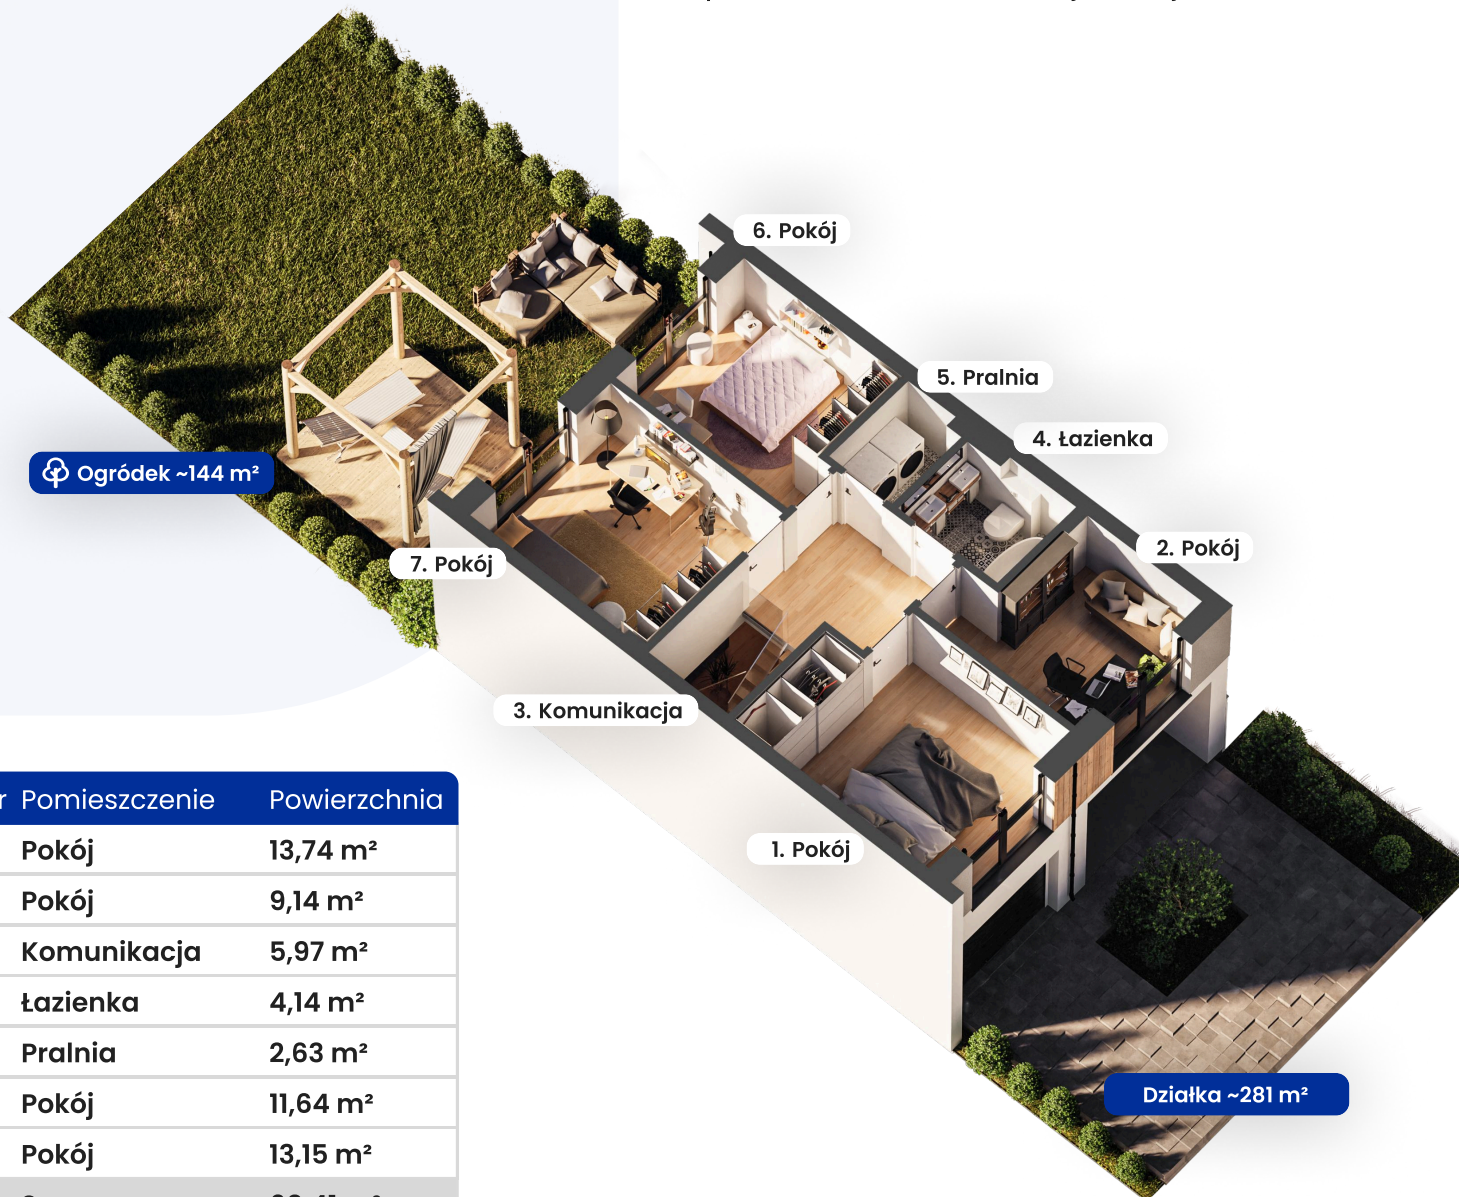 6. Pokój
5. Pralnia
4. Łazienka
Ogródek ~144 m²
2. Pokój
7. Pokój
3. Komunikacja
1. Pokój
Pomieszczenie Powierzchnia
Pokój 13,74 m²
Pokój 9,14 m²
Komunikacja 5,97 m²
Łazienka 4,14 m²
Pralnia 2,63 m²
Pokój 11,64 m²
Pokój 13,15 m²
Działka ~281 m²